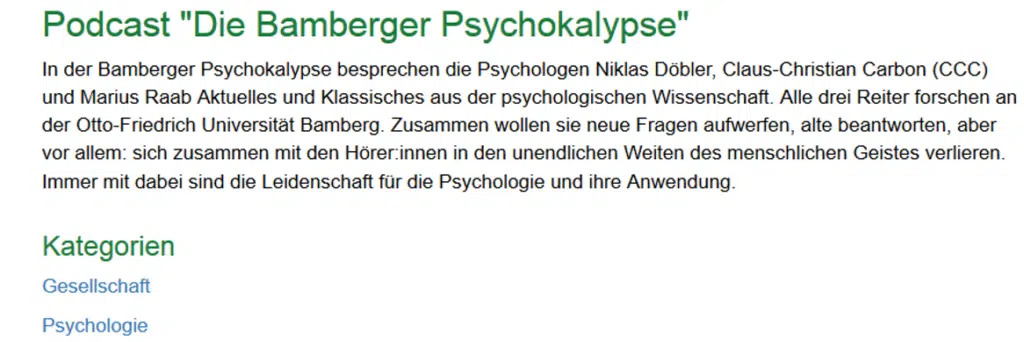 Podcast "Die Bamberger Psychokalypse"
In der Bamberger Psychokalypse besprechen die Psychologen Niklas Döbler, Claus-Christian Carbon (CCC)
und Marius Raab Aktuelles und Klassisches aus der psychologischen Wissenschaft. Alle drei Reiter forschen an
der Otto-Friedrich Universität Bamberg. Zusammen wollen sie neue Fragen aufwerfen, alte beantworten, aber
vor allem: sich zusammen mit den Hörer:innen in den unendlichen Weiten des menschlichen Geistes verlieren.
Immer mit dabei sind die Leidenschaft für die Psychologie und ihre Anwendung.
Kategorien
Gesellschaft
Psychologie